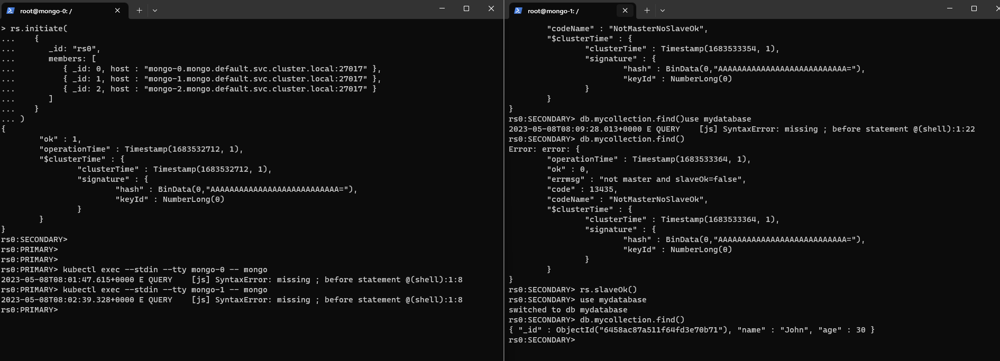 root@mongo-0: /
> rs.initiate(
...     {
...        _id: "rs0",
...        members: [
...           { _id: 0, host : "mongo-0.mongo.default.svc.cluster.local:27017" },
...           { _id: 1, host : "mongo-1.mongo.default.svc.cluster.local:27017" },
...           { _id: 2, host : "mongo-2.mongo.default.svc.cluster.local:27017" }
...        ]
...     }
... )
{
        "ok" : 1,
        "operationTime" : Timestamp(1683532712, 1),
        "$clusterTime" : {
                "clusterTime" : Timestamp(1683532712, 1),
                "signature" : {
                        "hash" : BinData(0,"AAAAAAAAAAAAAAAAAAAAAAAAAAA="),
                        "keyId" : NumberLong(0)
                }
        }
}
rs0:SECONDARY>
rs0:PRIMARY>
rs0:PRIMARY>
rs0:PRIMARY> kubectl exec --stdin --tty mongo-0 -- mongo
2023-05-08T08:01:47.615+0000 E QUERY    [js] SyntaxError: missing ; before statement @(shell):1:8
rs0:PRIMARY> kubectl exec --stdin --tty mongo-1 -- mongo
2023-05-08T08:02:39.328+0000 E QUERY    [js] SyntaxError: missing ; before statement @(shell):1:8
rs0:PRIMARY>
root@mongo-1: /
        "codeName" : "NotMasterNoSlaveOk",
        "$clusterTime" : {
                "clusterTime" : Timestamp(1683533354, 1),
                "signature" : {
                        "hash" : BinData(0,"AAAAAAAAAAAAAAAAAAAAAAAAAAA="),
                        "keyId" : NumberLong(0)
                }
        }
}
rs0:SECONDARY> db.mycollection.find()use mydatabase
2023-05-08T08:09:28.013+0000 E QUERY    [js] SyntaxError: missing ; before statement @(shell):1:22
rs0:SECONDARY> db.mycollection.find()
Error: error: {
        "operationTime" : Timestamp(1683533364, 1),
        "ok" : 0,
        "errmsg" : "not master and slaveOk=false",
        "code" : 13435,
        "codeName" : "NotMasterNoSlaveOk",
        "$clusterTime" : {
                "clusterTime" : Timestamp(1683533364, 1),
                "signature" : {
                        "hash" : BinData(0,"AAAAAAAAAAAAAAAAAAAAAAAAAAA="),
                        "keyId" : NumberLong(0)
                }
        }
}
rs0:SECONDARY> rs.slaveOk()
rs0:SECONDARY> use mydatabase
switched to db mydatabase
rs0:SECONDARY> db.mycollection.find()
{ "_id" : ObjectId("6458ac87a511f64fd3e70b71"), "name" : "John", "age" : 30 }
rs0:SECONDARY>